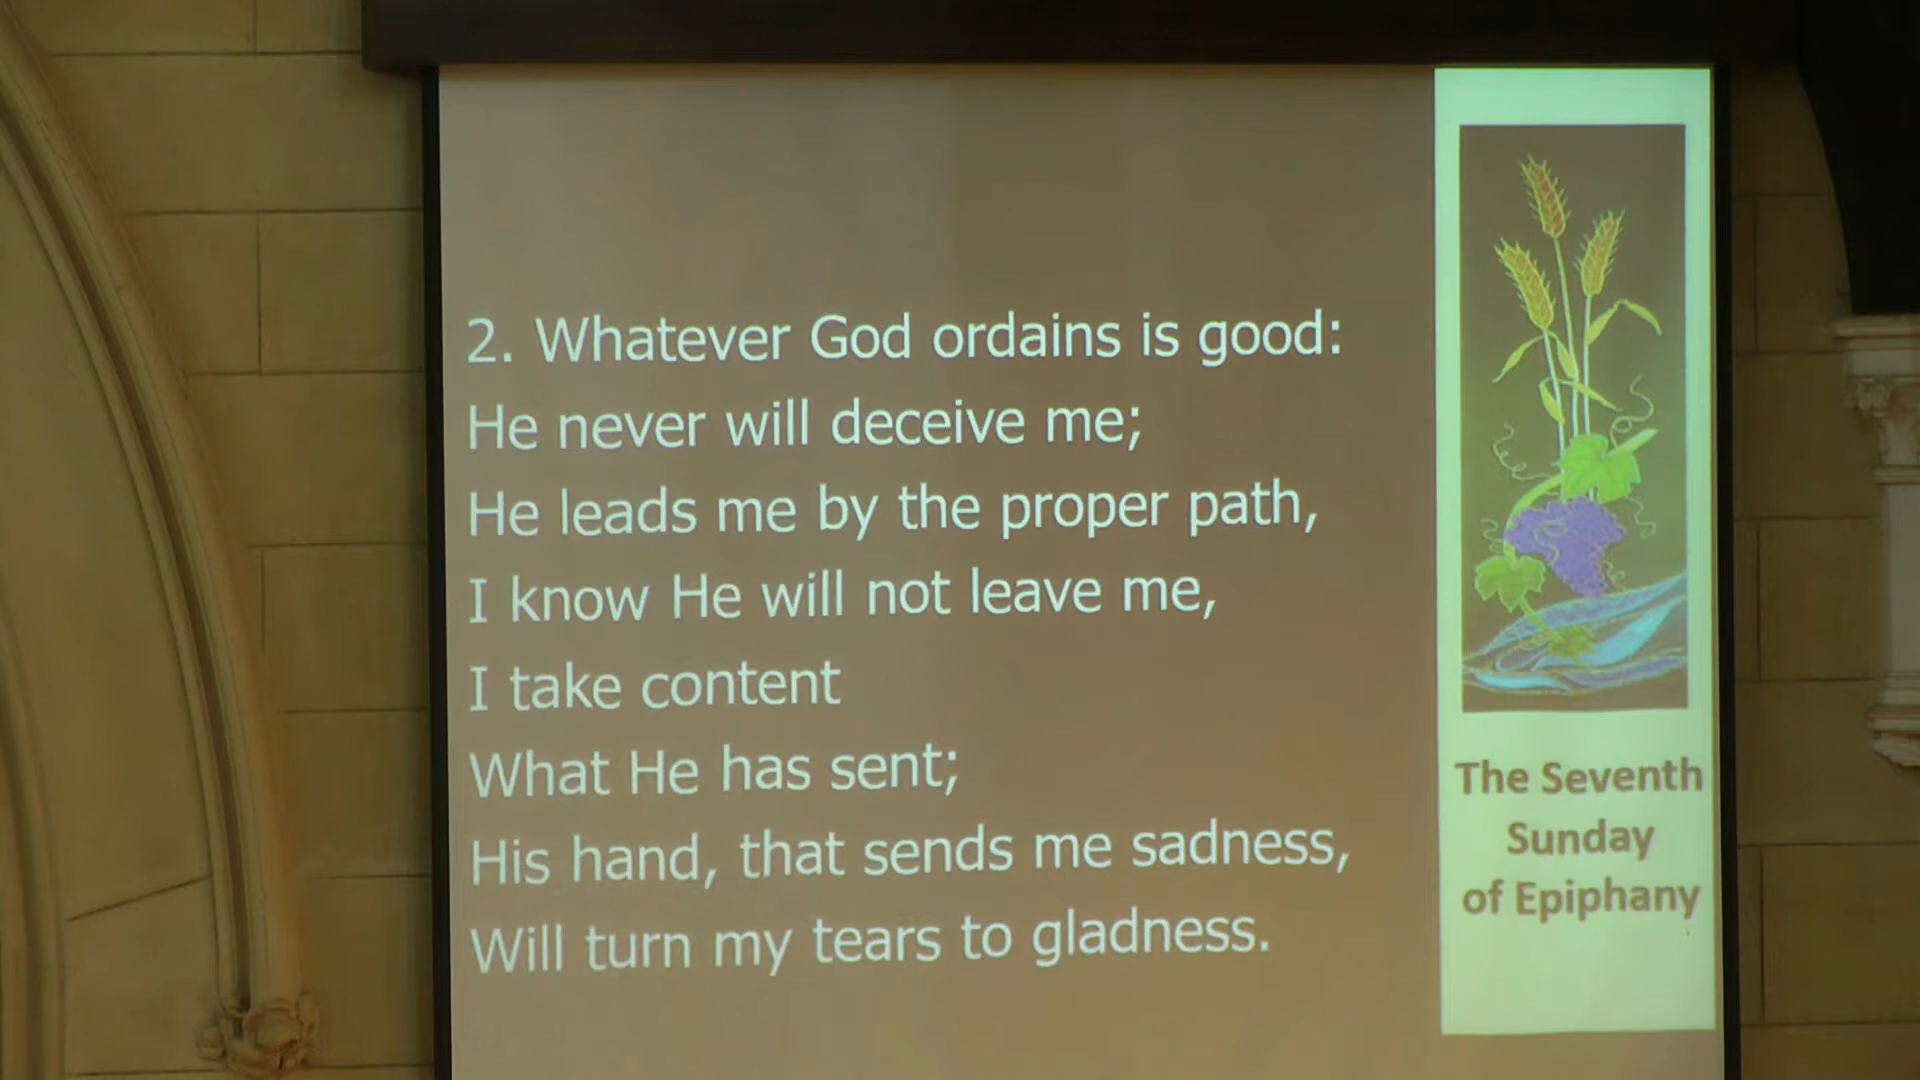 2. Whatever God ordains is good:
He never will deceive me;
He leads me by the proper path,
I know He will not leave me,
I take content
What He has sent;
His hand, that sends me sadness,
Will turn my tears to gladness.
The Seventh
Sunday
of Epiphany